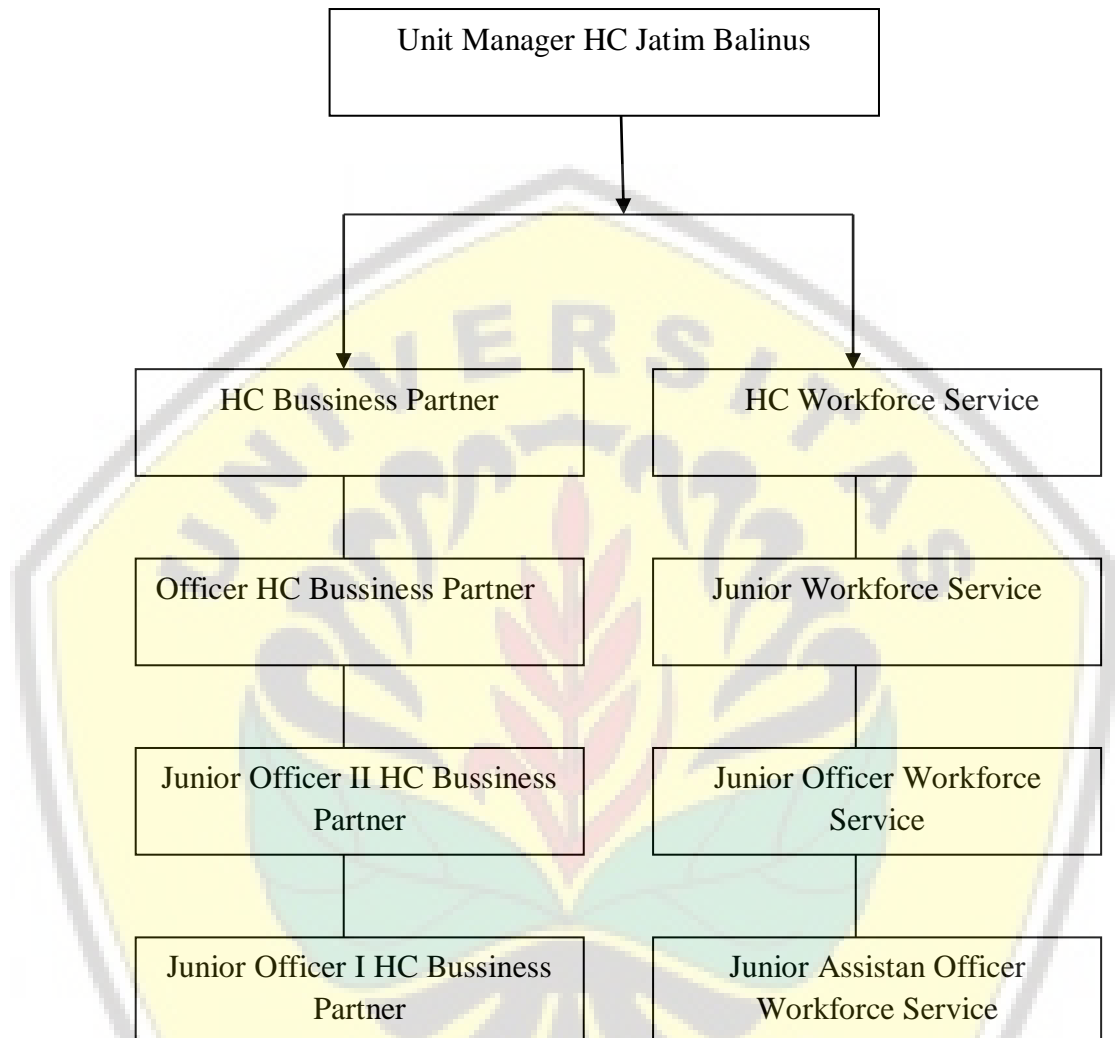 Unit Manager HC Jatim Balinus
UNIVERSITAS
HC Bussiness Partner
HC Workforce Service
Officer HC Bussiness Partner
Junior Workforce Service
Junior Officer II HC Bussiness
Partner
Junior Officer Workforce
Service
Junior Officer I HC Bussiness
Partner
Junior Assistan Officer
Workforce Service